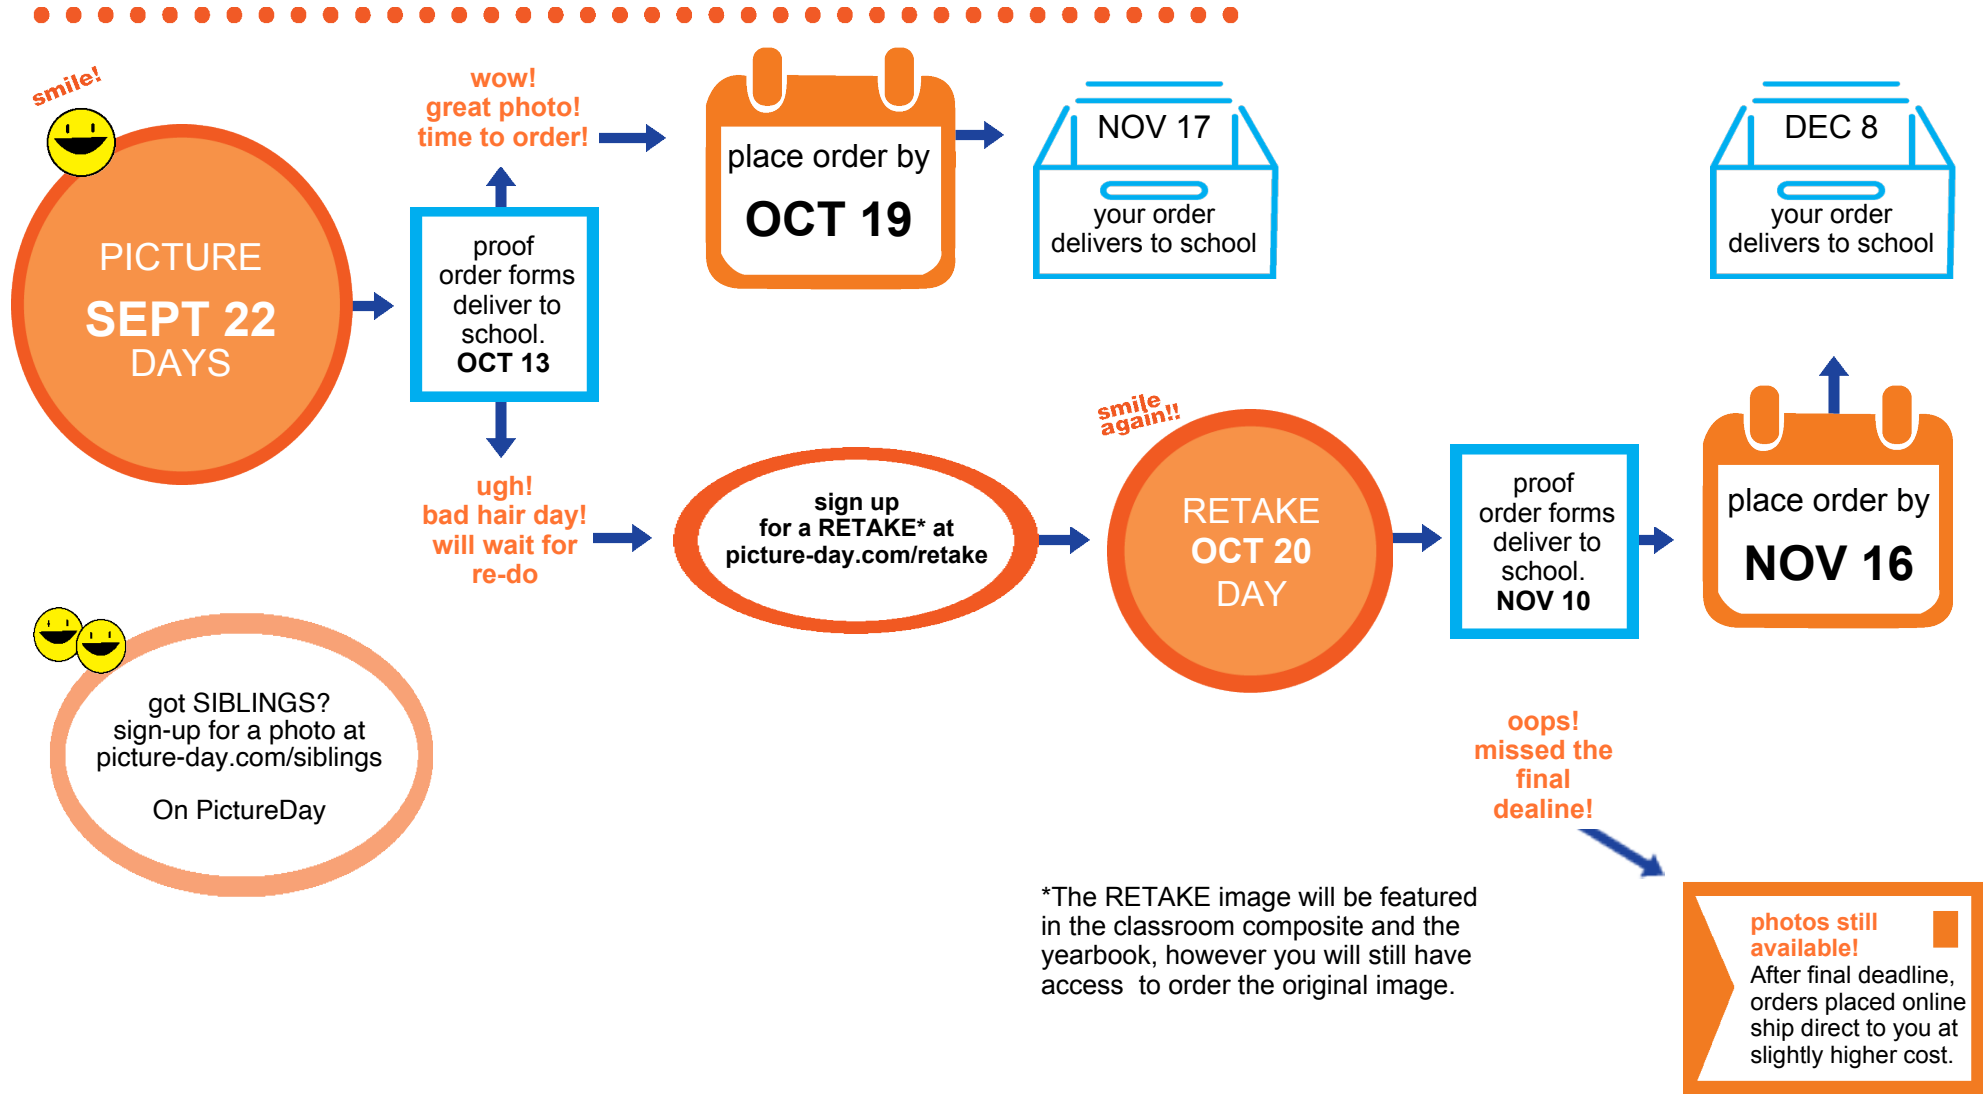 smile!
PICTURE
SEPT 22
DAYS
proof
order forms
deliver to
school.
OCT 13
wow!
great photo!
time to order!
place order by
OCT 19
NOV 17
your order
delivers to school
ugh!
bad hair day!
will wait for
re-do
sign up
for a RETAKE* at
picture-day.com/retake
smile
again!!
RETAKE
OCT 20
DAY
proof
order forms
deliver to
school.
NOV 10
place order by
NOV 16
DEC 8
your order
delivers to school
got SIBLINGS?
sign-up for a photo at
picture-day.com/siblings
On PictureDay
oops!
missed the
final
dealine!
photos still
available!
After final deadline,
orders placed online
ship direct to you at
slightly higher cost.
*The RETAKE image will be featured
in the classroom composite and the
yearbook, however you will still have
access to order the original image.